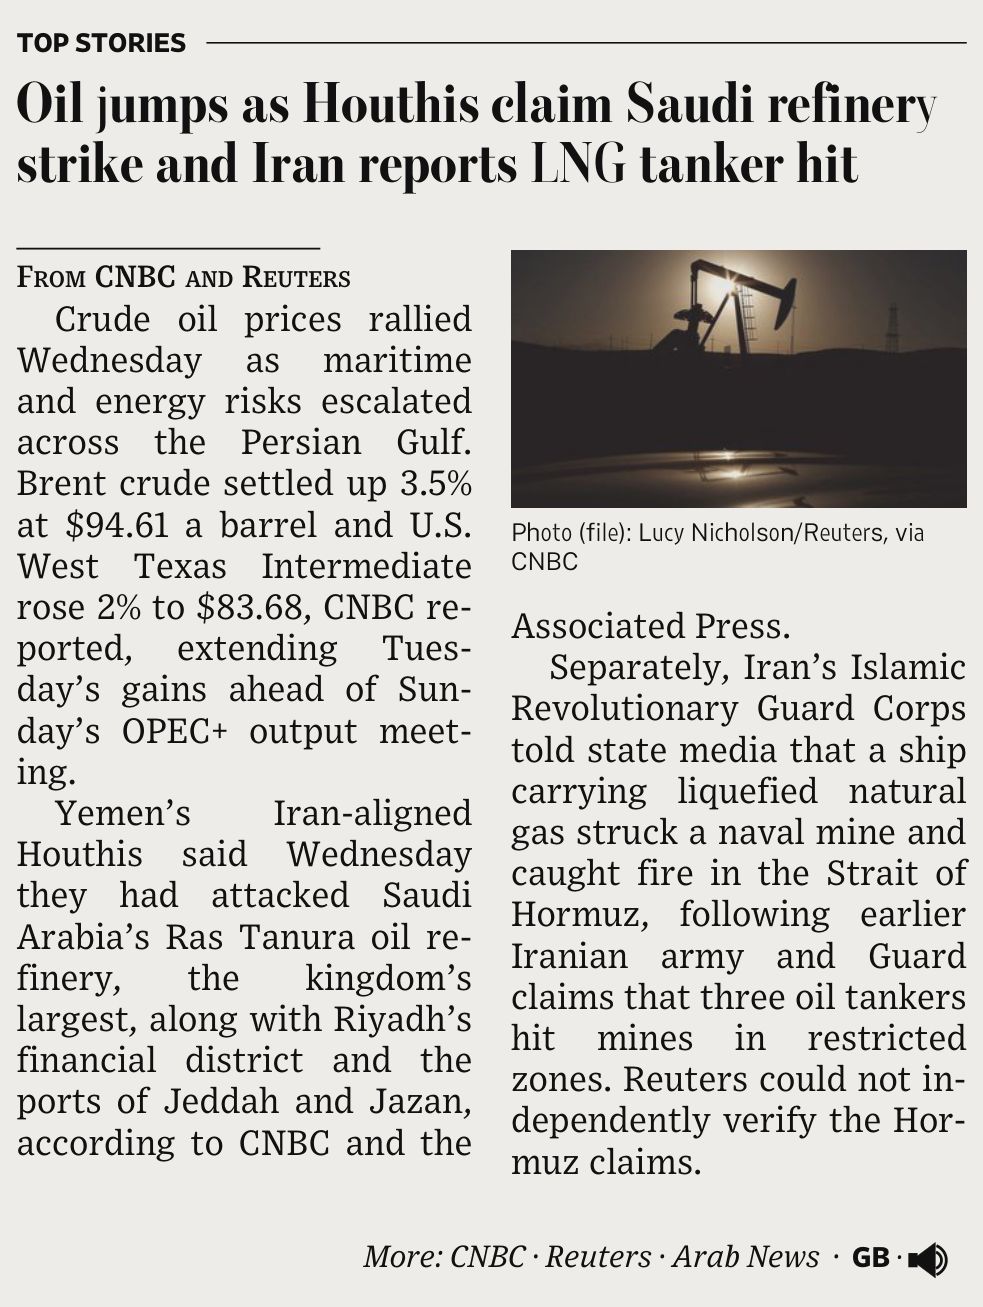 TOP STORIES
Oil jumps as Houthis claim Saudi refinery
strike and Iran reports LNG tanker hit
From CNBC and Reuters
Crude oil prices rallied
Wednesday as maritime
and energy risks escalated
across the Persian Gulf.
Brent crude settled up 3.5%
at $94.61 a barrel and U.S.
West Texas Intermediate
rose 2% to $83.68, CNBC re-
ported, extending Tues-
day’s gains ahead of Sun-
day’s OPEC+ output meet-
ing.
Yemen’s Iran-aligned
Houthis said Wednesday
they had attacked Saudi
Arabia’s Ras Tanura oil re-
finery, the kingdom’s
largest, along with Riyadh’s
financial district and the
ports of Jeddah and Jazan,
according to CNBC and the
Photo (file): Lucy Nicholson/Reuters, via
CNBC
Associated Press.
Separately, Iran’s Islamic
Revolutionary Guard Corps
told state media that a ship
carrying liquefied natural
gas struck a naval mine and
caught fire in the Strait of
Hormuz, following earlier
Iranian army and Guard
claims that three oil tankers
hit mines in restricted
zones. Reuters could not in-
dependently verify the Hor-
muz claims.
More: CNBC · Reuters · Arab News · GB ·